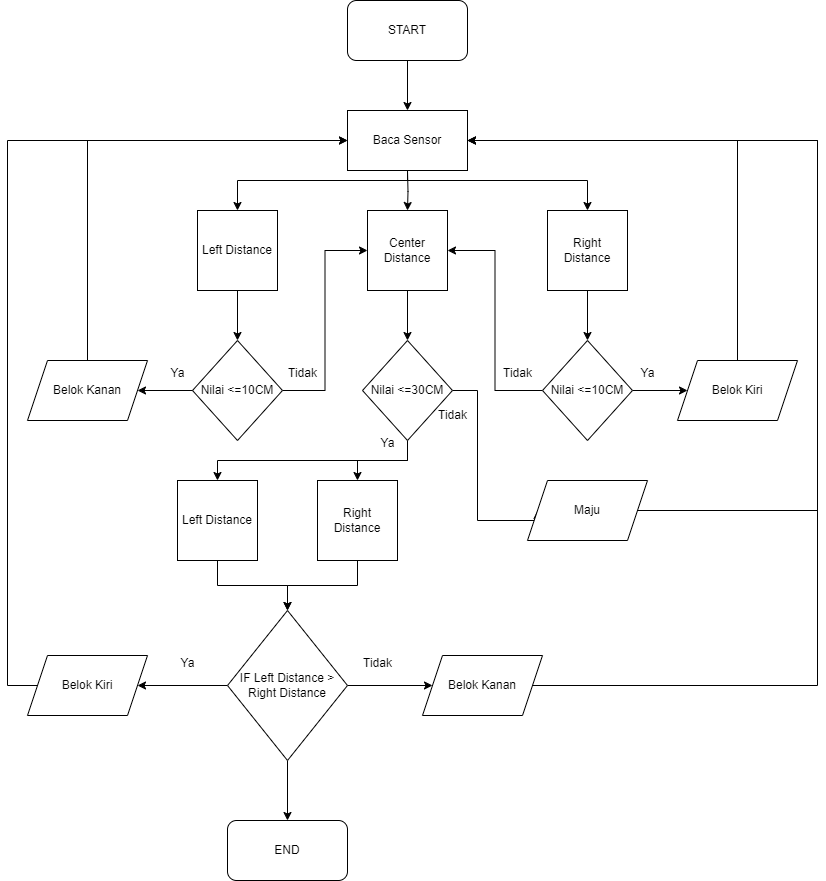 START
Baca Sensor
Left Distance
Center
Distance
Right
Distance
Ya
Tidak
Tidak
Ya
Belok Kanan
Nilai <=10CM
Nilai <=30CM
Nilai <=10CM
Belok Kiri
Tidak
Ya
Left Distance
Right
Distance
Maju
Ya
Tidak
Belok Kiri
IF Left Distance >
Right Distance
Belok Kanan
END